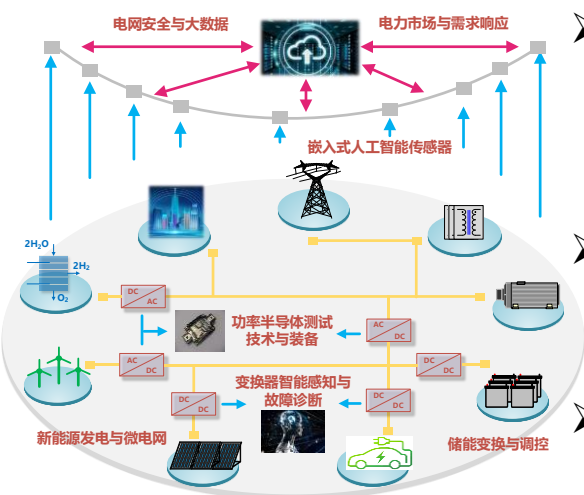 电网安全与大数据
电力市场与需求响应
嵌入式人工智能传感器
2H₂O
2H₂
O₂
DC
AC
功率半导体测试
技术与装备
AC
DC
AC
DC
DC
DC
变换器智能感知与
故障诊断
DC
DC
DC
DC
新能源发电与微电网
储能变换与调控